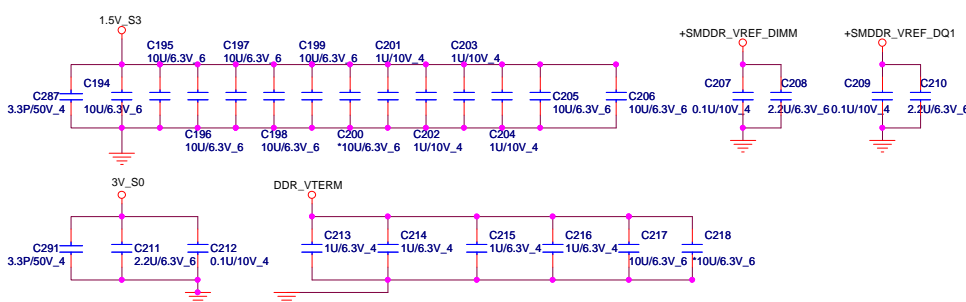 1.5V_S3
+SMDDR_VREF_DIMM
+SMDDR_VREF_DQ1
C195
10U/6.3V_6
C197
10U/6.3V_6
C199
10U/6.3V_6
C201
1U/10V_4
C203
1U/10V_4
C287
3.3P/50V_4
C194
10U/6.3V_6
C205
10U/6.3V_6
C206
10U/6.3V_6
C207
0.1U/10V_4
C208
2.2U/6.3V_6
C209
0.1U/10V_4
C210
2.2U/6.3V_6
C196
10U/6.3V_6
C198
10U/6.3V_6
C200
*10U/6.3V_6
C202
1U/10V_4
C204
1U/10V_4
3V_S0
DDR_VTERM
C291
3.3P/50V_4
C211
2.2U/6.3V_6
C212
0.1U/10V_4
C213
1U/6.3V_4
C214
1U/6.3V_4
C215
1U/6.3V_4
C216
1U/6.3V_4
C217
10U/6.3V_6
C218
*10U/6.3V_6